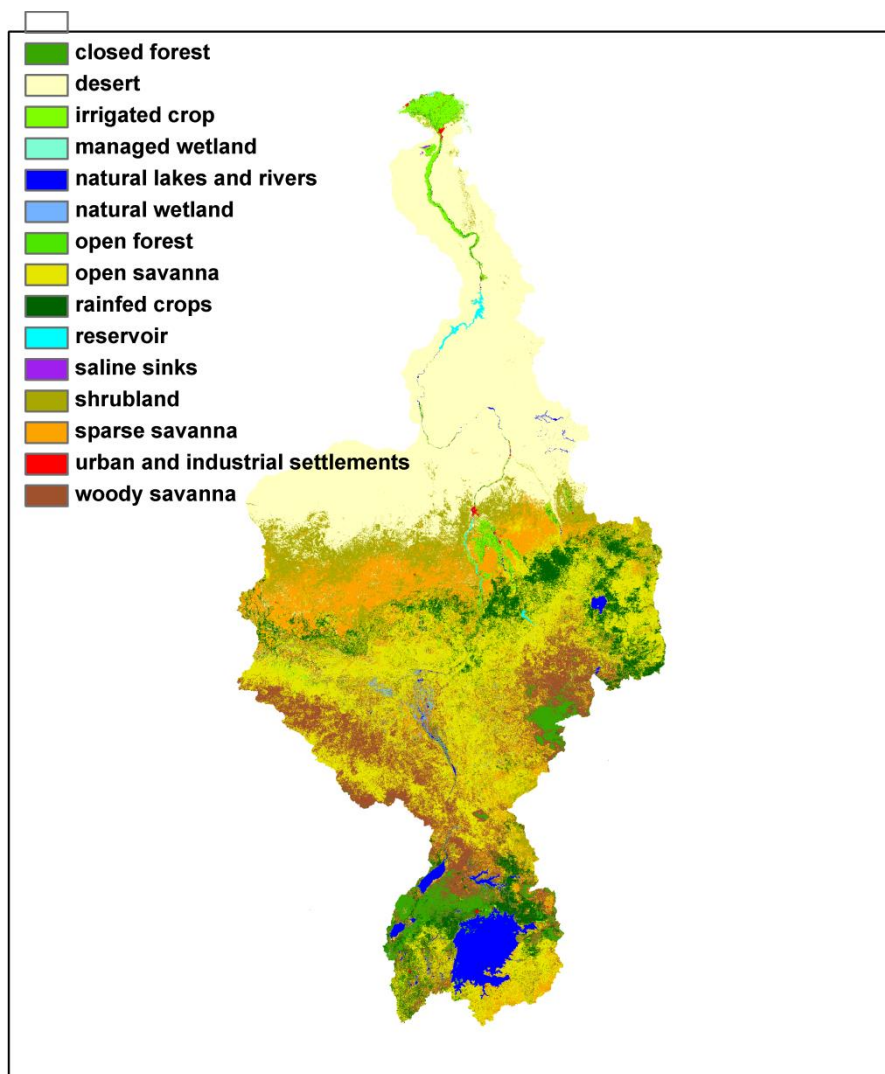 closed forest
desert
irrigated crop
managed wetland
natural lakes and rivers
natural wetland
open forest
open savanna
rainfed crops
reservoir
saline sinks
shrubland
sparse savanna
urban and industrial settlements
woody savanna